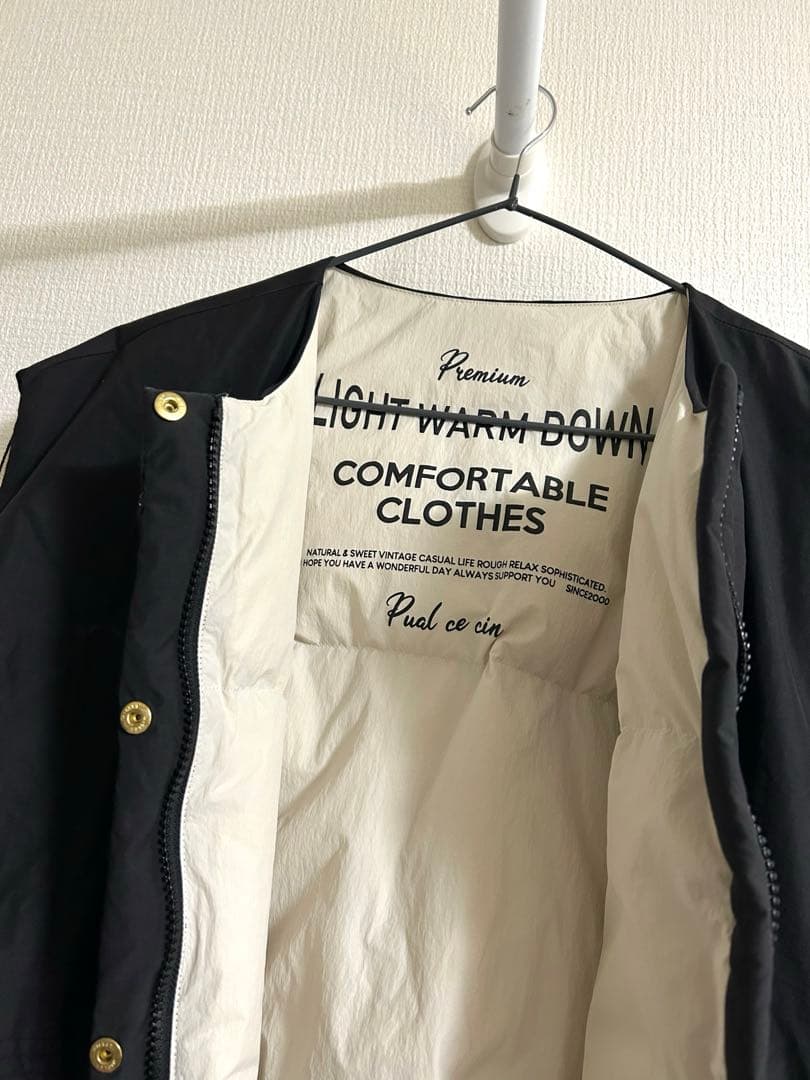 Premium
LIGHT WARM DOWN
COMFORTABLE
CLOTHES
NATURAL & SWEET VINTAGE CASUAL LIFE ROUGH RELAX SOPHISTICATED.
HOPE YOU HAVE A WONDERFUL DAY ALWAYS SUPPORT YOU SINCE2000
Pual ce cin